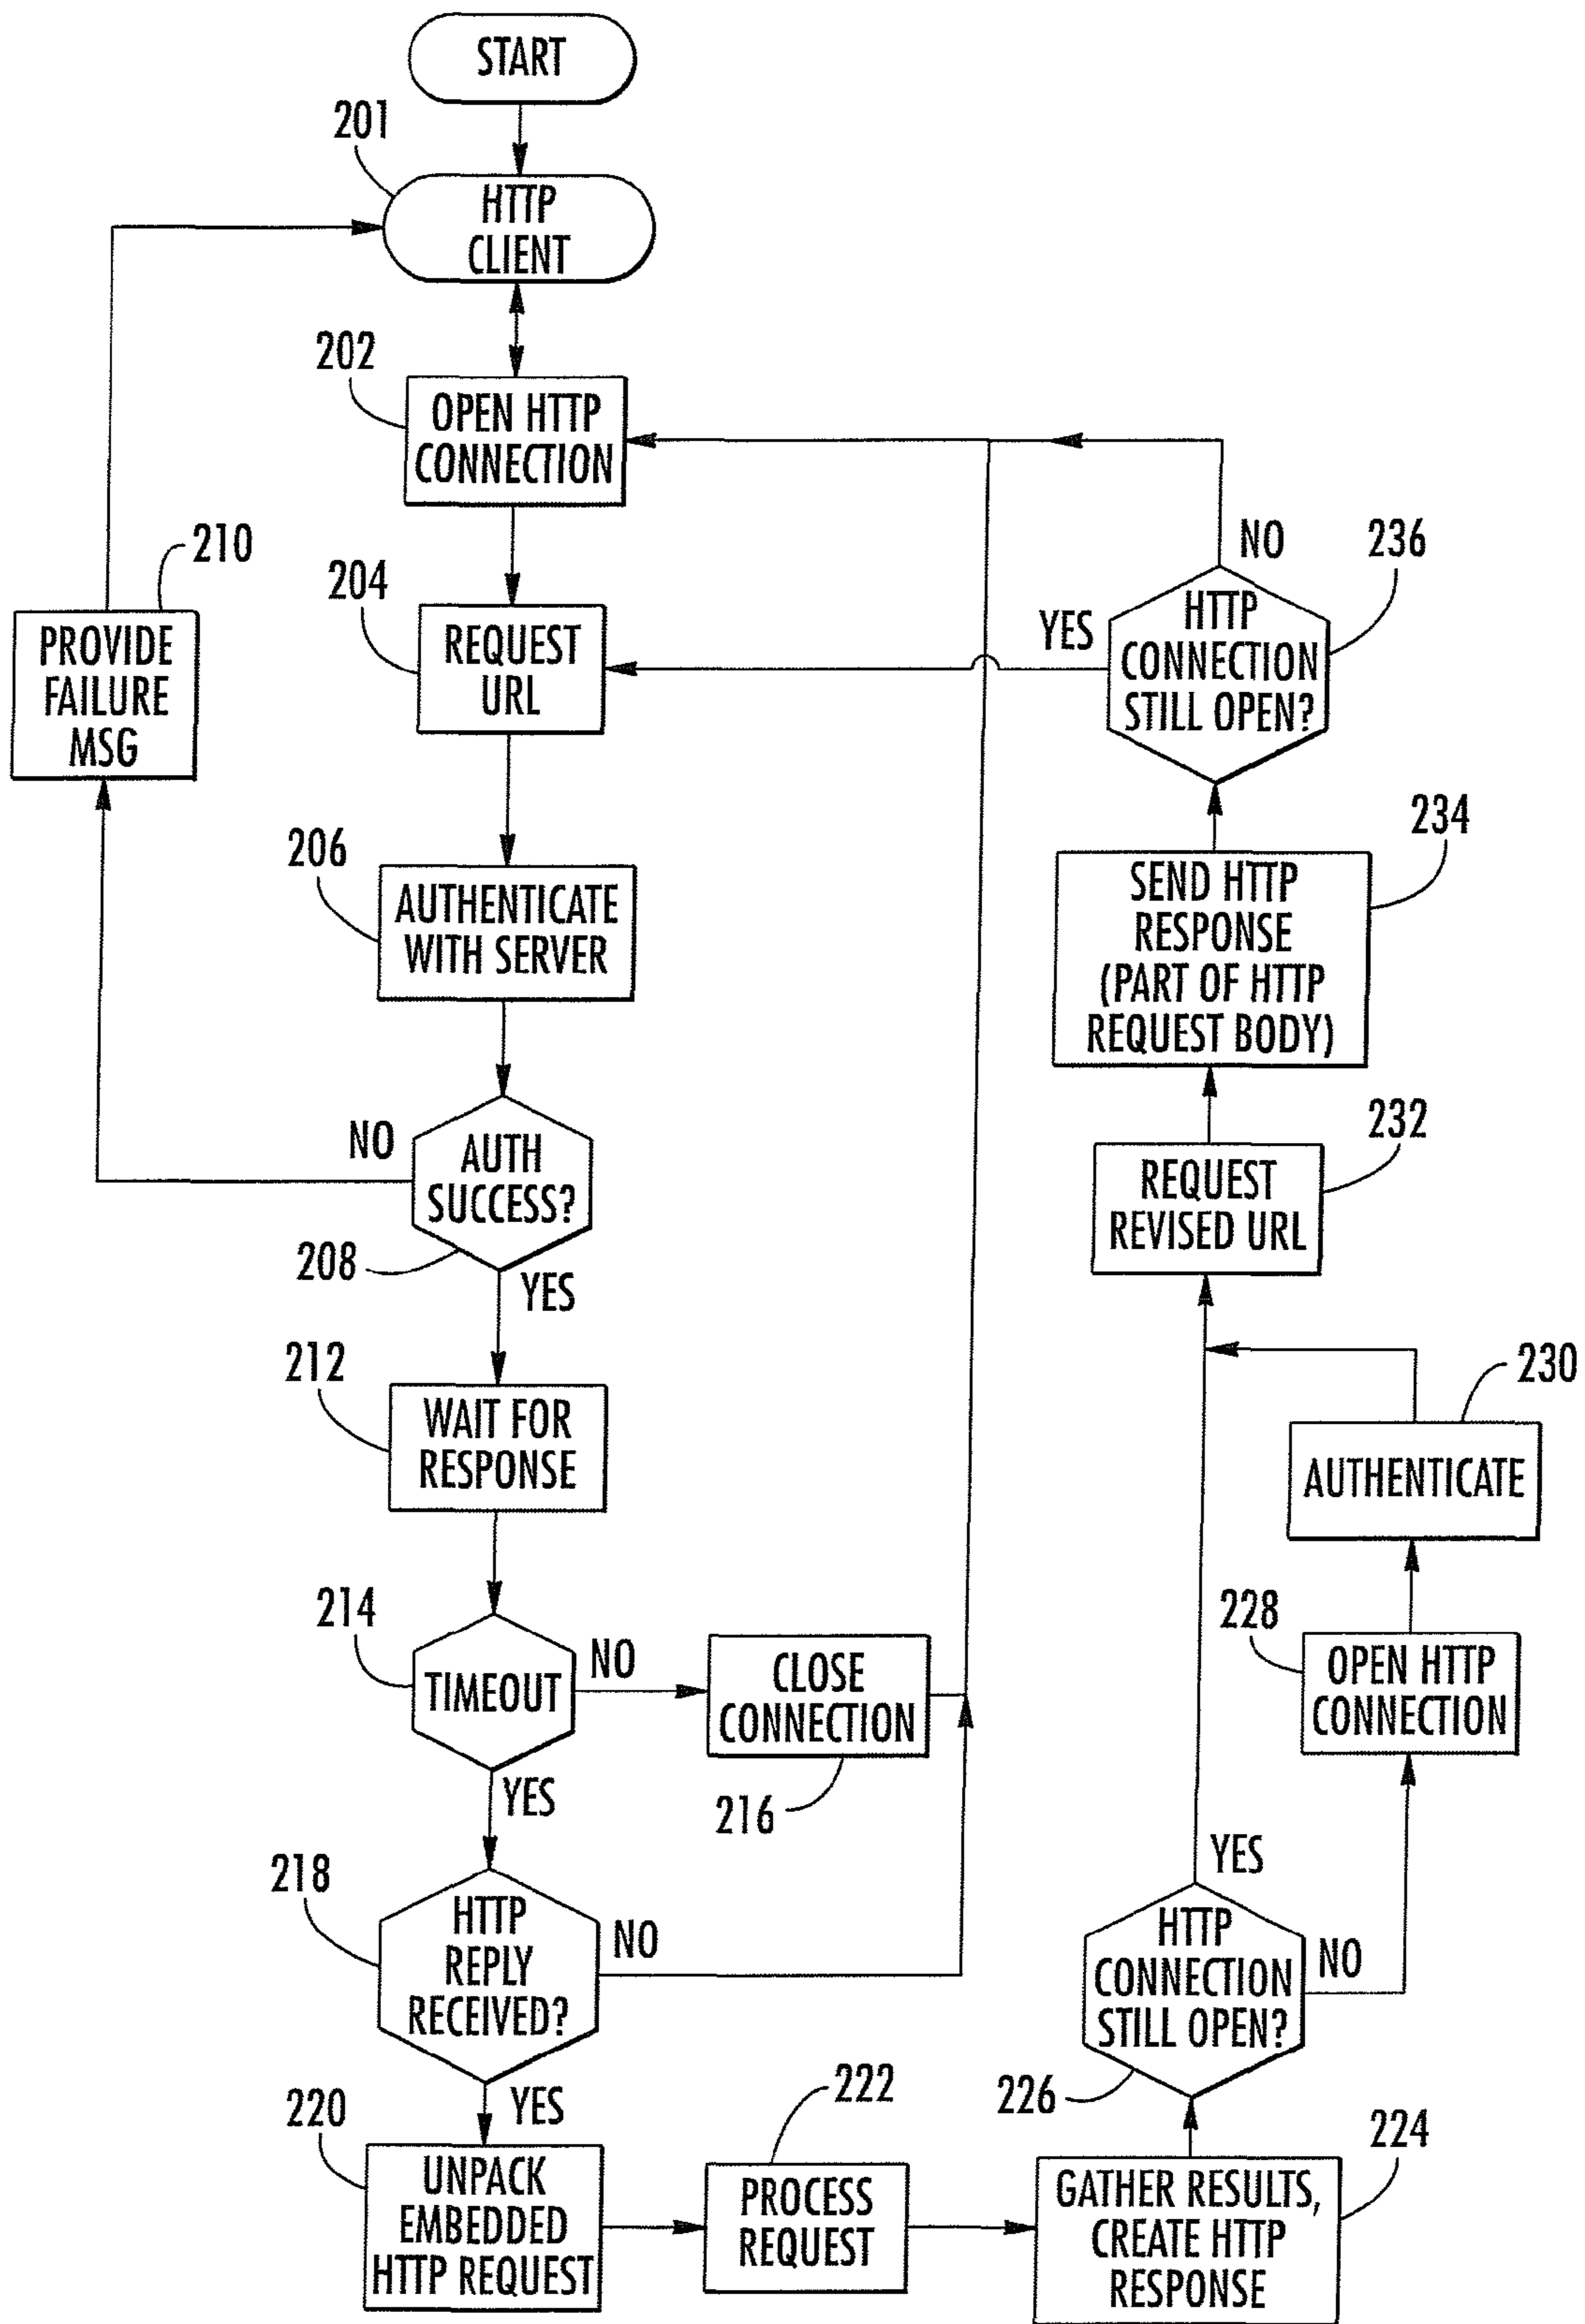 START
201
HTTP
CLIENT
202
OPEN HTTP
CONNECTION
210
PROVIDE
FAILURE
MSG
204
REQUEST
URL
NO
236
YES
HTTP
CONNECTION
STILL OPEN?
206
AUTHENTICATE
WITH SERVER
234
SEND HTTP
RESPONSE
(PART OF HTTP
REQUEST BODY)
NO
AUTH
SUCCESS?
208
YES
232
REQUEST
REVISED URL
212
WAIT FOR
RESPONSE
230
AUTHENTICATE
214
TIMEOUT
NO
CLOSE
CONNECTION
216
YES
228
OPEN HTTP
CONNECTION
218
HTTP
REPLY
RECEIVED?
NO
YES
YES
HTTP
CONNECTION
STILL OPEN?
NO
226
220
UNPACK
EMBEDDED
HTTP REQUEST
222
PROCESS
REQUEST
224
GATHER RESULTS,
CREATE HTTP
RESPONSE